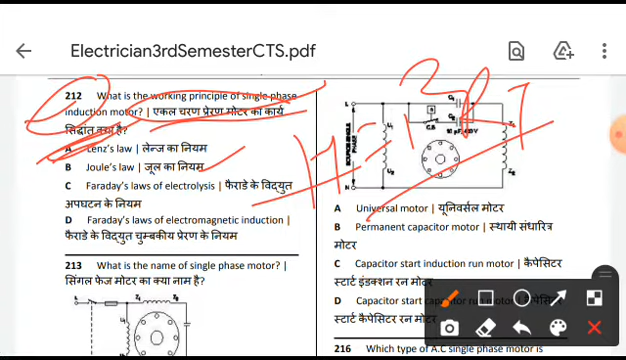 Electrician3rdSemesterCTS.pdf
212 What is the working principle of single phase
induction motor? | एकल चरण प्रेरण मोटर का कार्य
सिद्धांत क्या है?
A Lenz's law | लेन्ज का नियम
B Joule's law | जूल का नियम
C Faraday's laws of electrolysis | फैराडे के विद्युत
अपघटन के नियम
D Faraday's laws of electromagnetic induction |
फैराडे के विद्युत चुम्बकीय प्रेरण के नियम
213 What is the name of single phase motor? |
सिंगल फेज मोटर का क्या नाम है?
L
N
A Universal motor | यूनिवर्सल मोटर
B Permanent capacitor motor | स्थायी संधारित्र
मोटर
C Capacitor start induction run motor | कैपेसिटर
स्टार्ट इंडक्शन रन मोटर
D Capacitor start
स्टार्ट कैपेसिटर रन मोटर
216 Which type of A.C single phase motor is